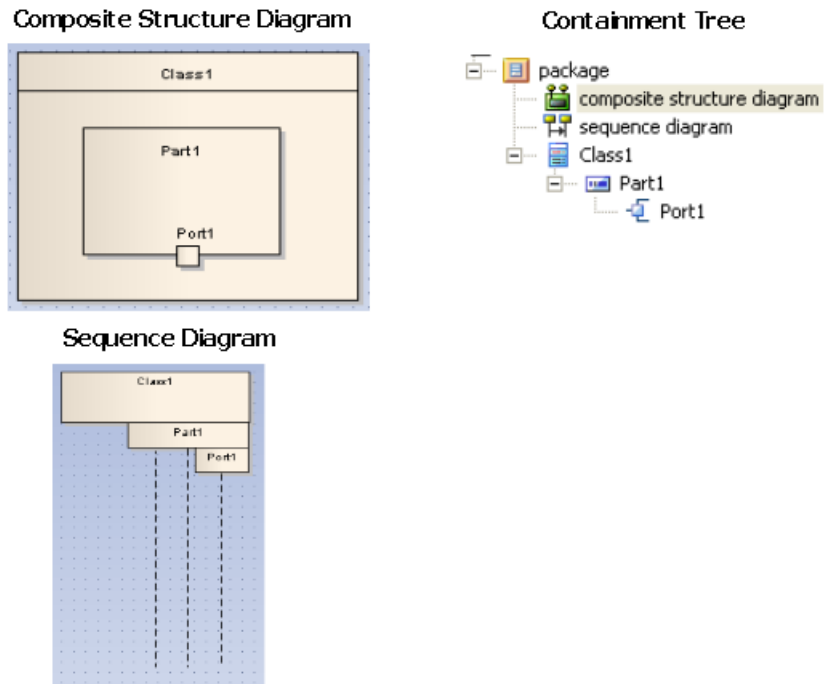 Composite Structure Diagram
Class1
Part1
Port1
Containment Tree
package
composite structure diagram
sequence diagram
Class1
Part1
Port1
Sequence Diagram
Class1
Part1
Port1